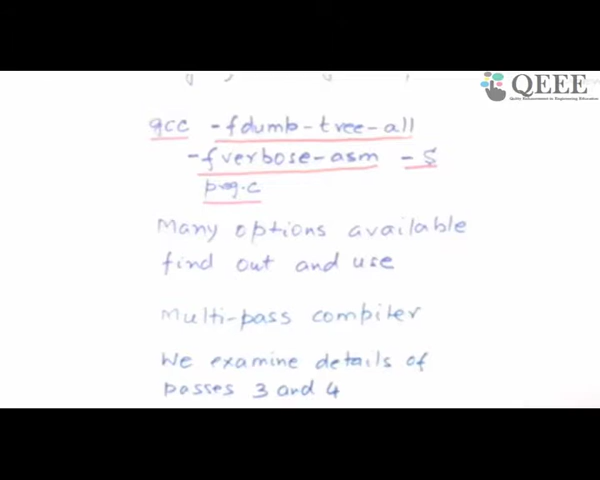 QEEE
gcc -fdumb-tree-all
-fverbose-asm -S
prog.c
Many options available
find out and use
Multi-pass compiler
We examine details of
passes 3 and 4